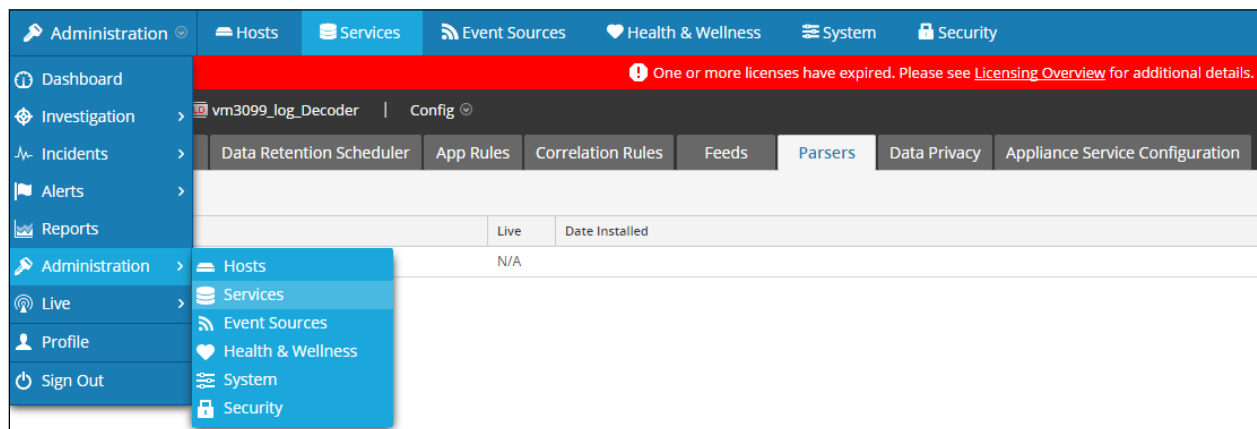 Administration Hosts Services Event Sources Health & Wellness System Security
Dashboard
One or more licenses have expired. Please see Licensing Overview for additional details.
Investigation
LD vm3099_log_Decoder | Config
Incidents
Data Retention Scheduler App Rules Correlation Rules Feeds Parsers Data Privacy Appliance Service Configuration
Alerts
Reports
Live Date Installed
Administration
Hosts
N/A
Services
Live
Event Sources
Profile
Health & Wellness
Sign Out
System
Security